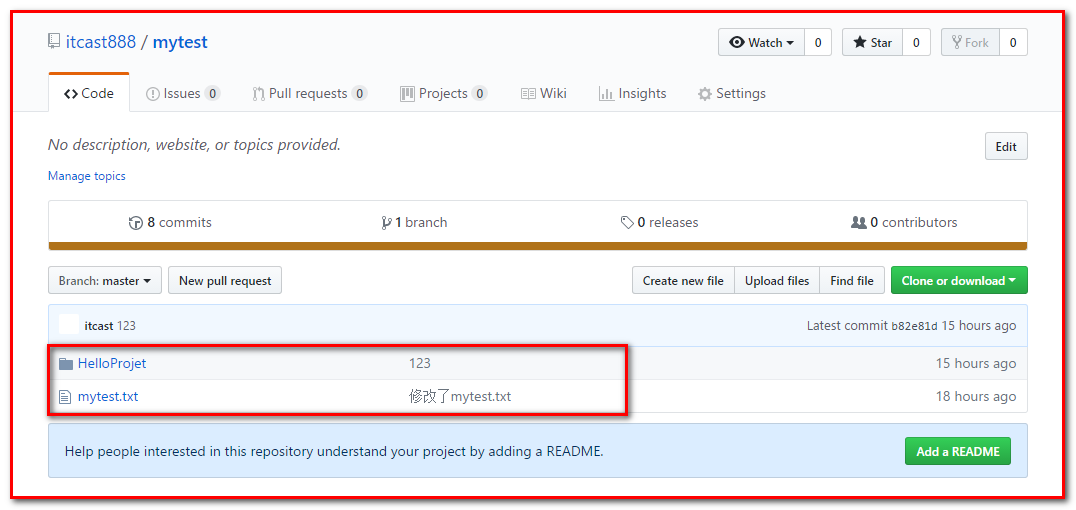 itcast888 / mytest
Watch 0 Star 0 Fork 0
Code Issues 0 Pull requests 0 Projects 0 Wiki Insights Settings
No description, website, or topics provided.
Edit
Manage topics
8 commits 1 branch 0 releases 0 contributors
Branch: master New pull request Create new file Upload files Find file Clone or download
itcast 123 Latest commit b82e81d 15 hours ago
HelloProjet 123 15 hours ago
mytest.txt 修改了mytest.txt 18 hours ago
Help people interested in this repository understand your project by adding a README. Add a README